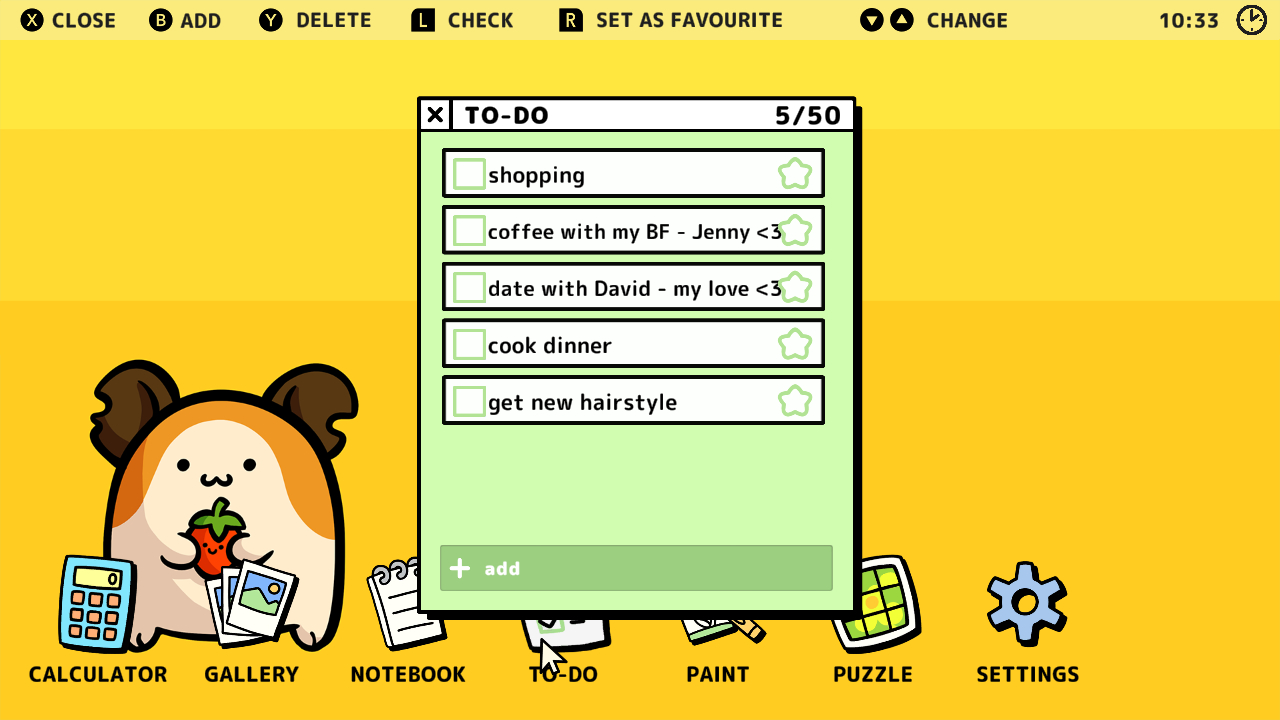 X CLOSE B ADD Y DELETE L CHECK R SET AS FAVOURITE CHANGE 10:33
TO-DO 5/50
shopping
coffee with my BF - Jenny <3
date with David - my love <3
cook dinner
get new hairstyle
+ add
0
CALCULATOR GALLERY NOTEBOOK TO-DO PAINT PUZZLE SETTINGS